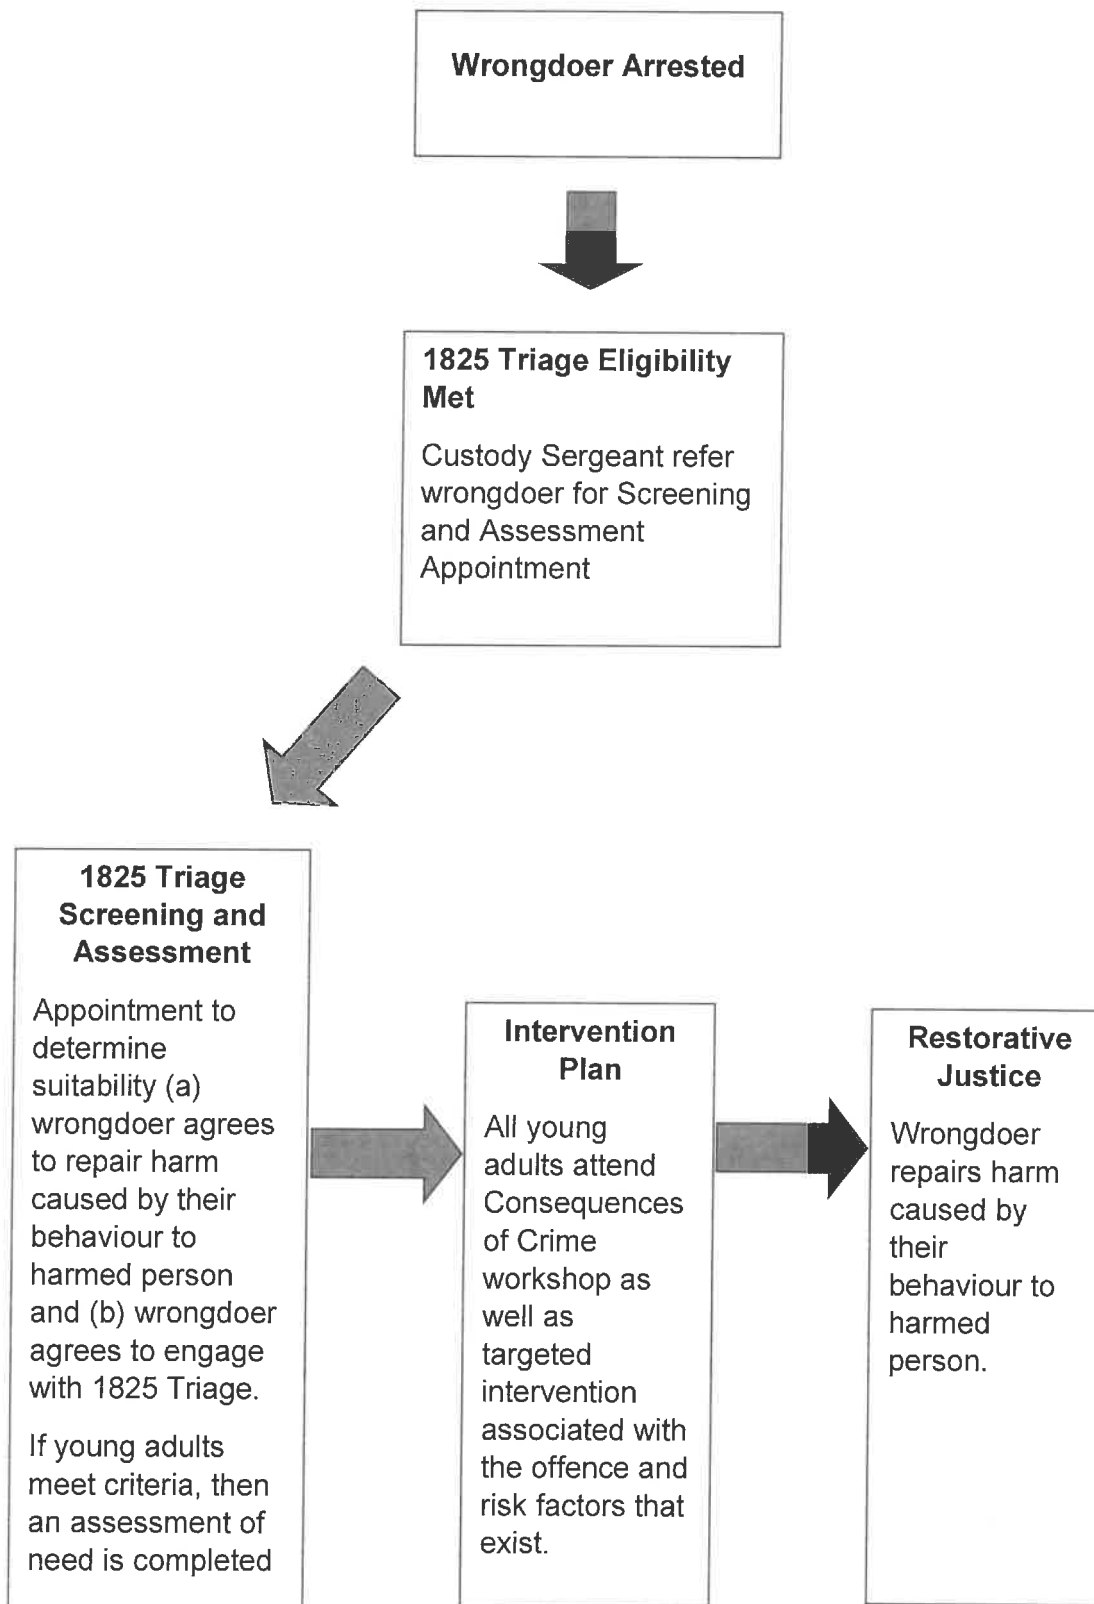 Wrongdoer Arrested
1825 Triage Eligibility
Met
Custody Sergeant refer
wrongdoer for Screening
and Assessment
Appointment
1825 Triage
Screening and
Assessment
Appointment to
determine
suitability (a)
wrongdoer agrees
to repair harm
caused by their
behaviour to
harmed person
and (b) wrongdoer
agrees to engage
with 1825 Triage.
If young adults
meet criteria, then
an assessment of
need is completed
Intervention
Plan
All young
adults attend
Consequences
of Crime
workshop as
well as
targeted
intervention
associated with
the offence and
risk factors that
exist.
Restorative
Justice
Wrongdoer
repairs harm
caused by
their
behaviour to
harmed
person.